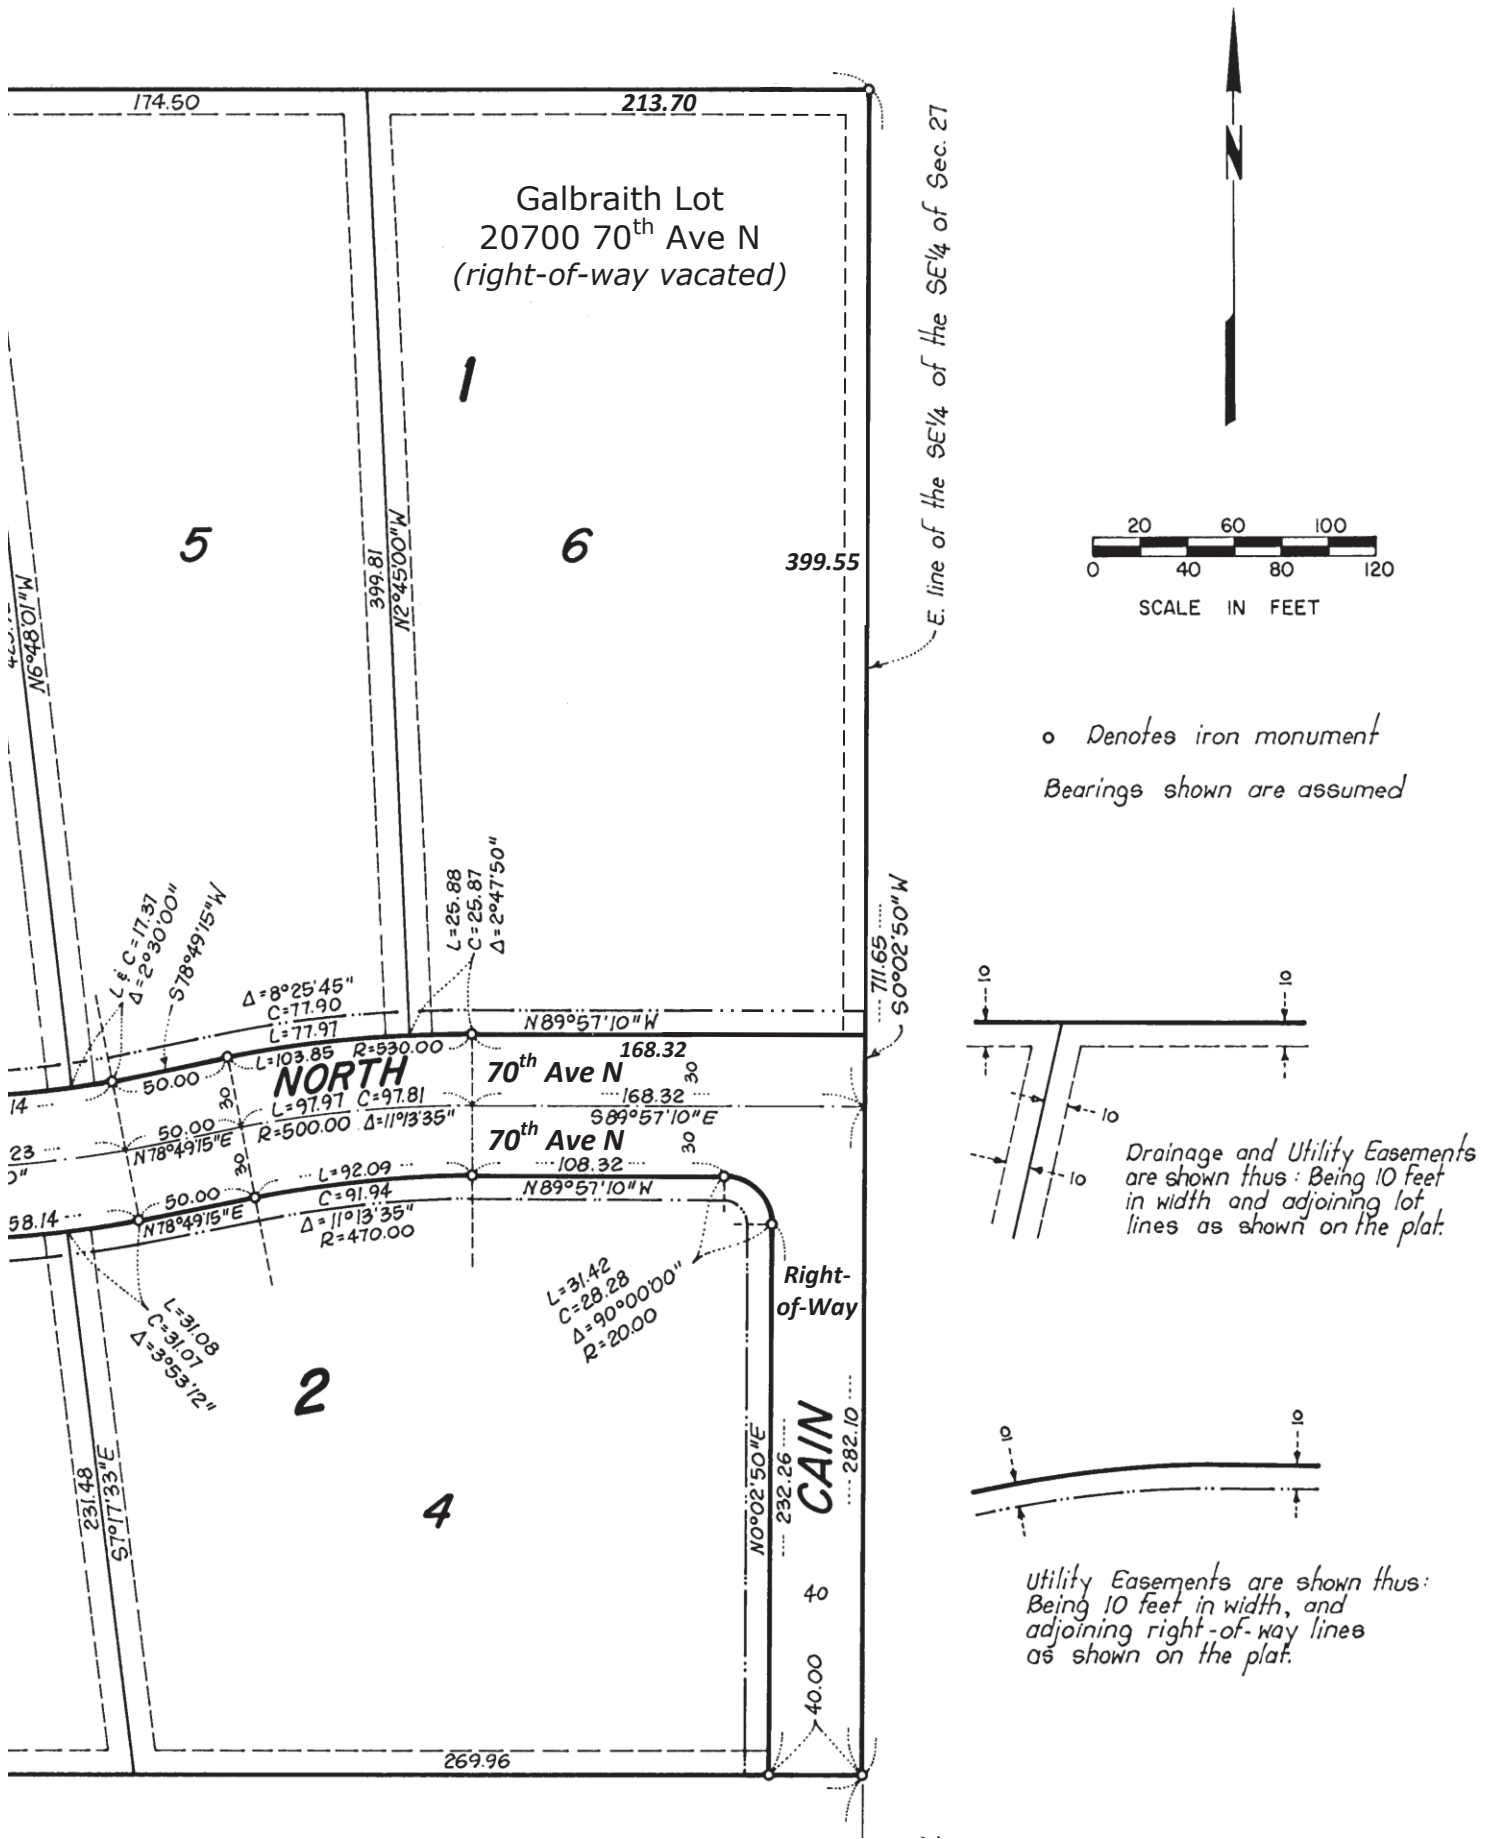 174.50
213.70
Galbraith Lot
20700 70th Ave N
(right-of-way vacated)
1
5
6
399.81
N2°45'00"W
399.55
N6°48'01"W
E. line of the SE1/4 of the SE1/4 of Sec. 27
N
20 60 100
0 40 80 120
SCALE IN FEET
Denotes iron monument
Bearings shown are assumed
L & C=17.37
Δ=2°30'00"
S78°49'15"W
Δ=8°25'45"
C=77.90
L=77.97
L=103.85 R=530.00
L=25.88
C=25.87
Δ=2°47'50"
N89°57'10"W
168.32
711.65
S0°02'50"W
50.00
NORTH
70th Ave N
30
30
14
L=97.97 C=97.81
R=500.00 Δ=11°13'35"
168.32
S89°57'10"E
50.00
N78°49'15"E
23
0"
70th Ave N
30
30
L=92.09
C=91.94
Δ=11°13'35"
R=470.00
108.32
N89°57'10"W
50.00
N78°49'15"E
58.14
L=31.08
C=31.07
Δ=3°53'12"
L=31.42
C=28.28
Δ=90°00'00"
R=20.00
Right-
of-Way
2
4
231.48
S7°17'33"E
N0°02'50"E
232.26
CAIN
282.10
40
40.00
269.96
10
10
10
10
Drainage and Utility Easements
are shown thus: Being 10 feet
in width and adjoining lot
lines as shown on the plat.
10
10
Utility Easements are shown thus:
Being 10 feet in width, and
adjoining right-of-way lines
as shown on the plat.